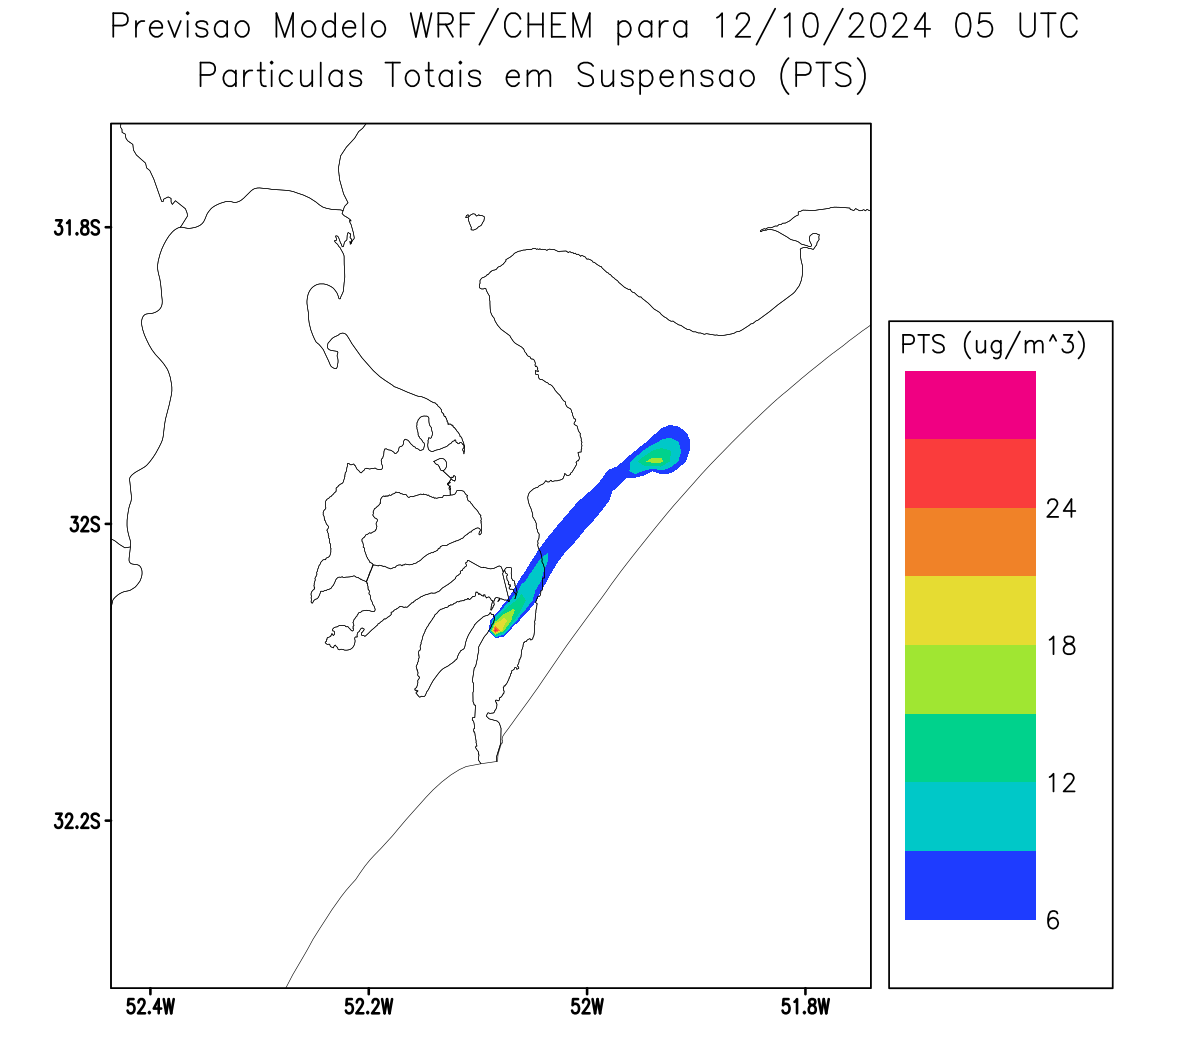 Previsao Modelo WRF/CHEM para 12/10/2024 05 UTC
Particulas Totais em Suspensao (PTS)
31.8S
32S
32.2S
52.4W
52.2W
52W
51.8W
PTS (ug/m^3)
24
18
12
6